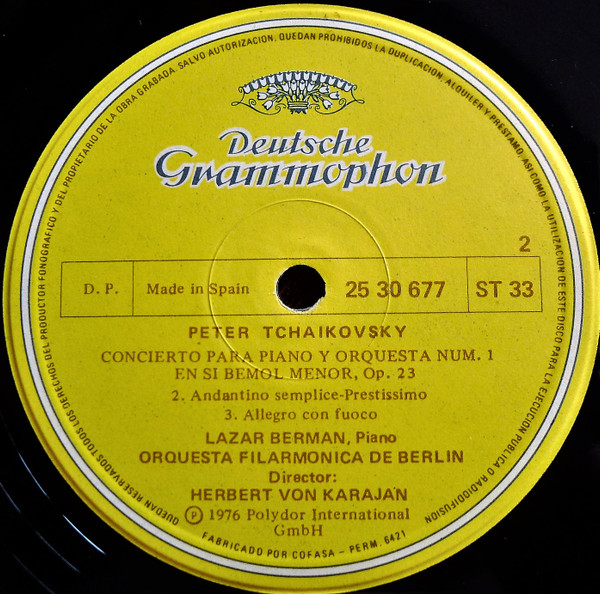 QUEDAN RESERVADOS TODOS LOS DERECHOS DEL PRODUCTOR FONOGRAFICO Y DEL PROPIETARIO DE LA OBRA GRABADA. SALVO AUTORIZACION, QUEDAN PROHIBIDOS LA DUPLICACION, ALQUILER Y PRESTAMO, ASI COMO LA UTILIZACION DE ESTE DISCO PARA LA EJECUCION PUBLICA O RADIODIFUSION
Deutsche
Grammophon
2
D. P. Made in Spain 25 30 677 ST 33
PETER TCHAIKOVSKY
CONCIERTO PARA PIANO Y ORQUESTA NUM. 1
EN SI BEMOL MENOR, Op. 23
2. Andantino semplice-Prestissimo
3. Allegro con fuoco
LAZAR BERMAN, Piano
ORQUESTA FILARMONICA DE BERLIN
Director:
HERBERT VON KARAJAN
Ⓟ 1976 Polydor International
GmbH
FABRICADO POR COFASA - PERM. 6421